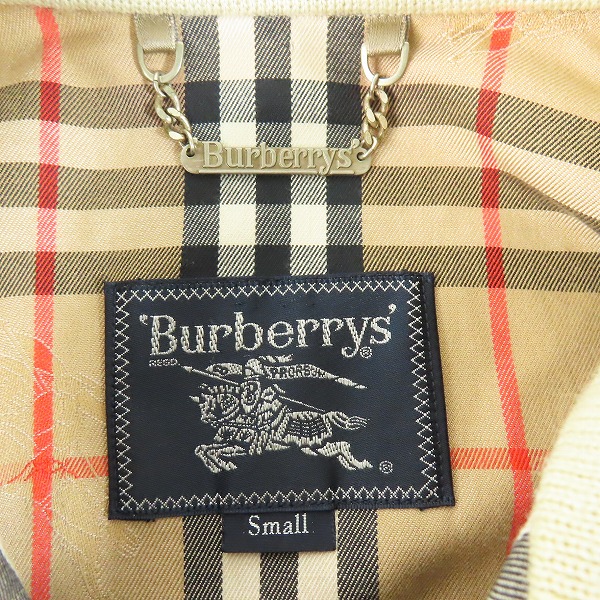 Burberrys'
'Burberrys'®
REGD
PRORSUM
®
Small